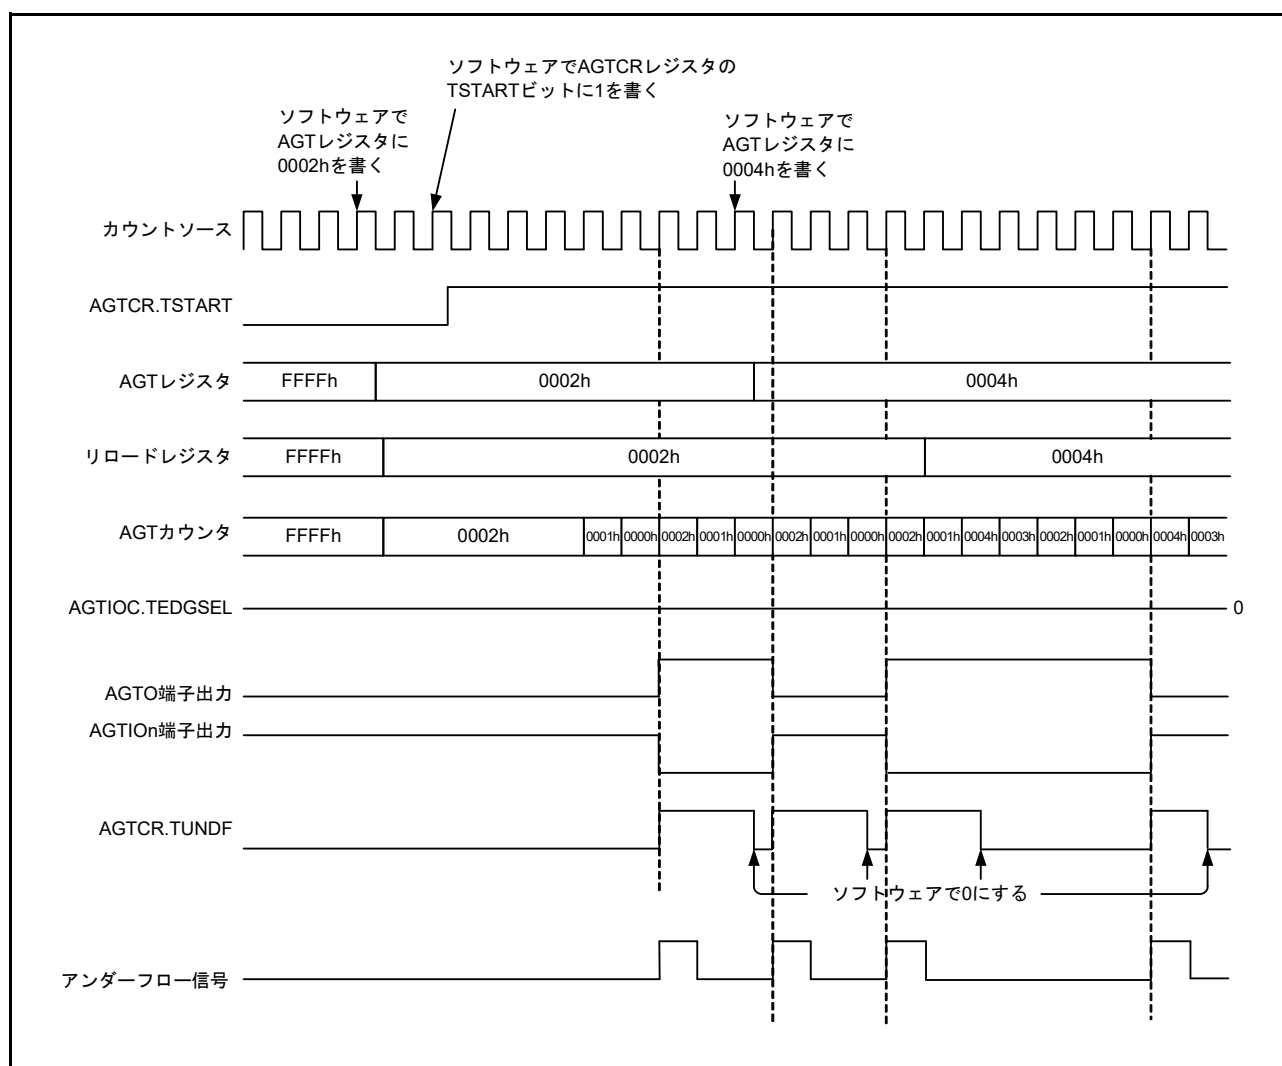 ソフトウェアでAGTCRレジスタの
TSTARTビットに1を書く
ソフトウェアで
AGTレジスタに
0002hを書く
ソフトウェアで
AGTレジスタに
0004hを書く
カウントソース
AGTCR.TSTART
AGTレジスタ FFFFh 0002h 0004h
リロードレジスタ FFFFh 0002h 0004h
AGTカウンタ FFFFh 0002h 0001h 0000h 0002h 0001h 0000h 0002h 0001h 0000h 0002h 0001h 0004h 0003h 0002h 0001h 0000h 0004h 0003h
AGTIOC.TEDGSEL 0
AGTO端子出力
AGTIOn端子出力
AGTCR.TUNDF
ソフトウェアで0にする
アンダーフロー信号